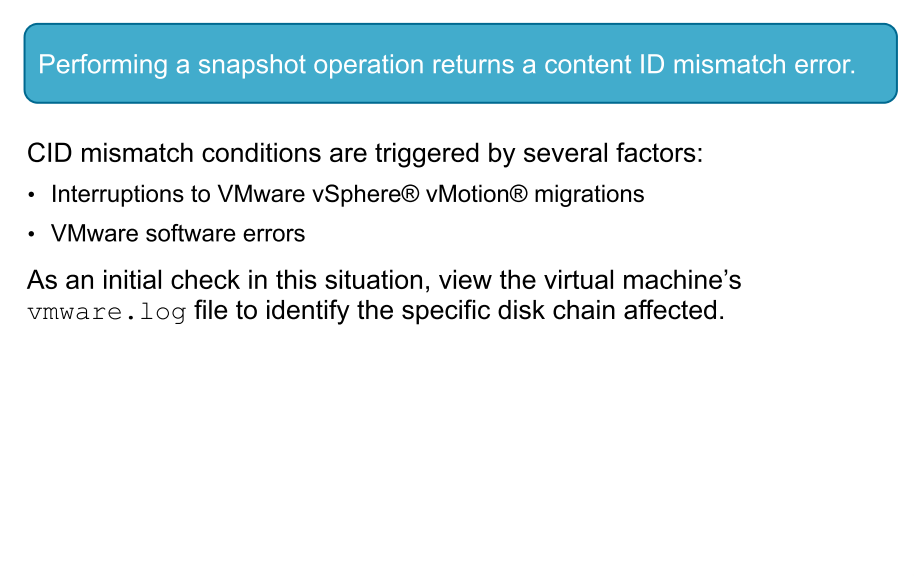 Performing a snapshot operation returns a content ID mismatch error.
CID mismatch conditions are triggered by several factors:
• Interruptions to VMware vSphere® vMotion® migrations
• VMware software errors
As an initial check in this situation, view the virtual machine’s
vmware.log file to identify the specific disk chain affected.